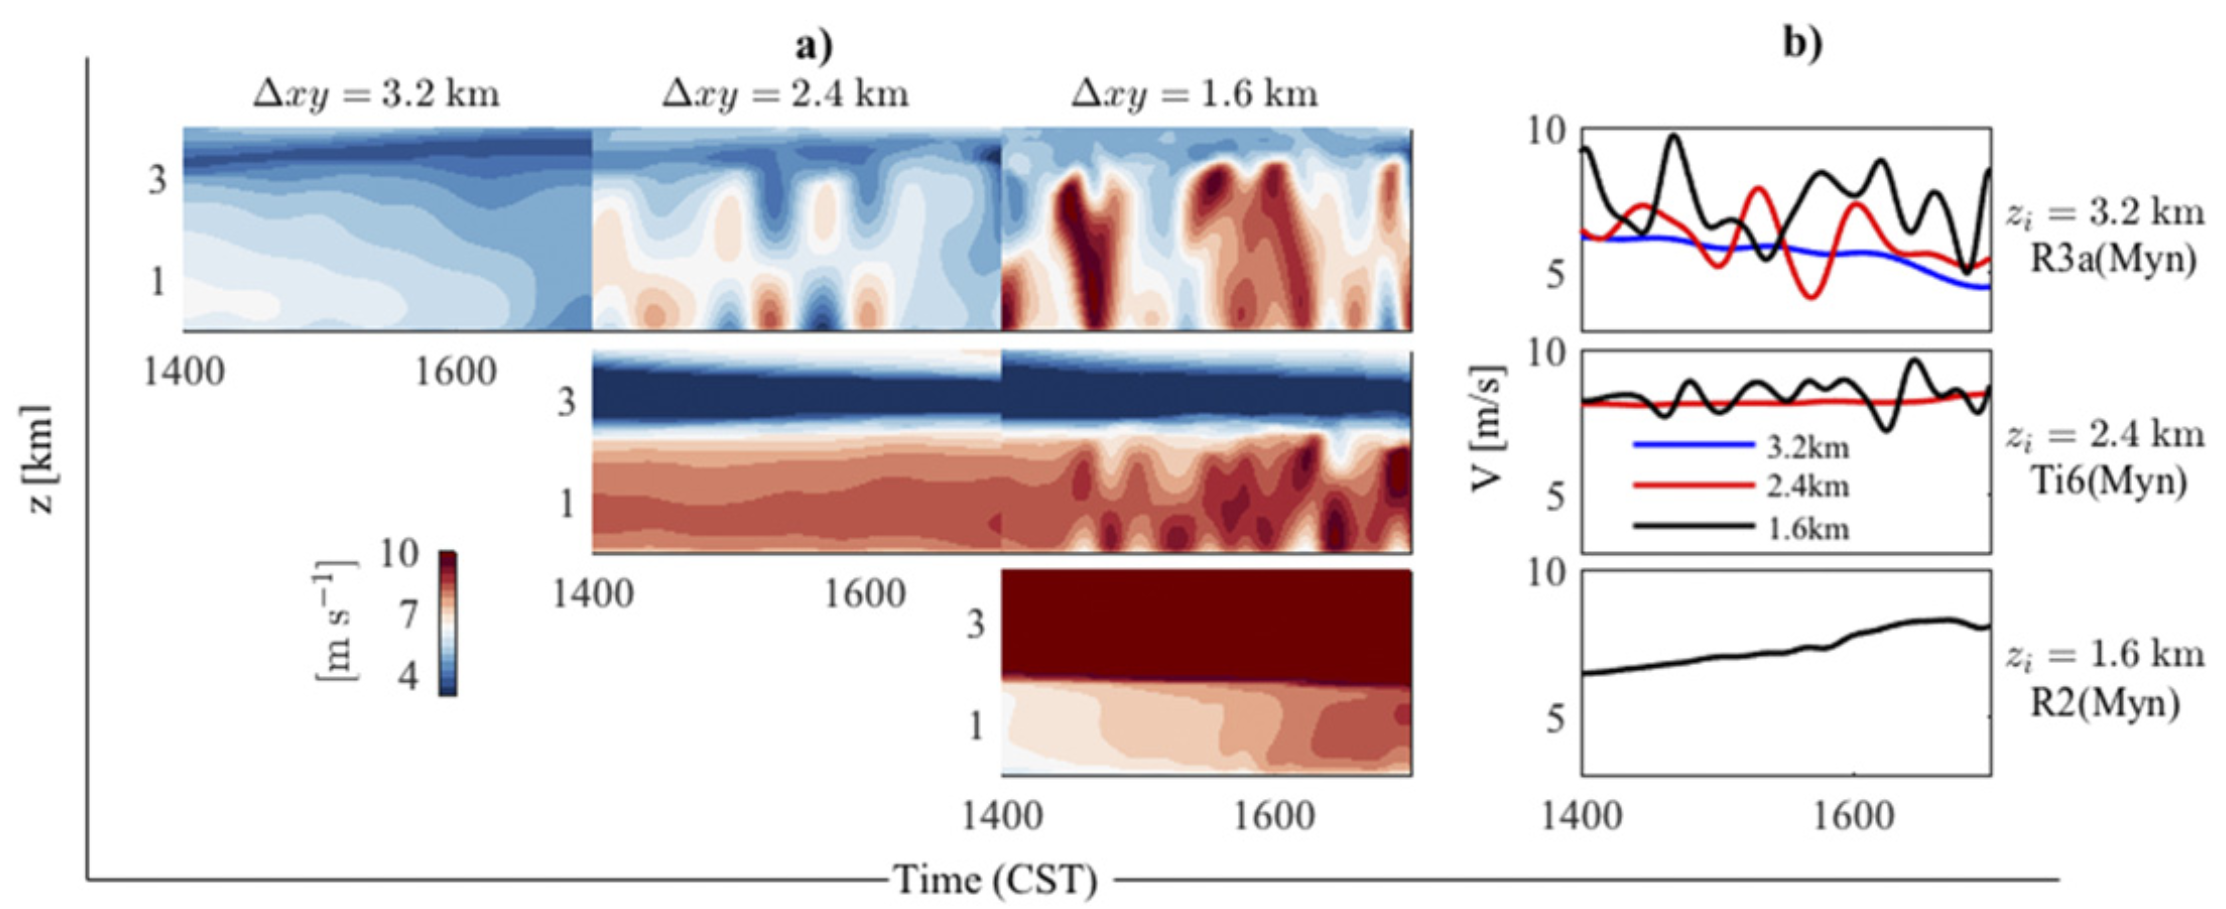 a)
b)
Δxy = 3.2 km
Δxy = 2.4 km
Δxy = 1.6 km
3
1
1400
1600
10
5
z_i = 3.2 km
R3a(Myn)
z [km]
3
1
1400
1600
V [m/s]
10
5
3.2km
2.4km
1.6km
z_i = 2.4 km
Ti6(Myn)
[m s⁻¹]
10
7
4
3
1
1400
1600
10
5
1400
1600
z_i = 1.6 km
R2(Myn)
Time (CST)